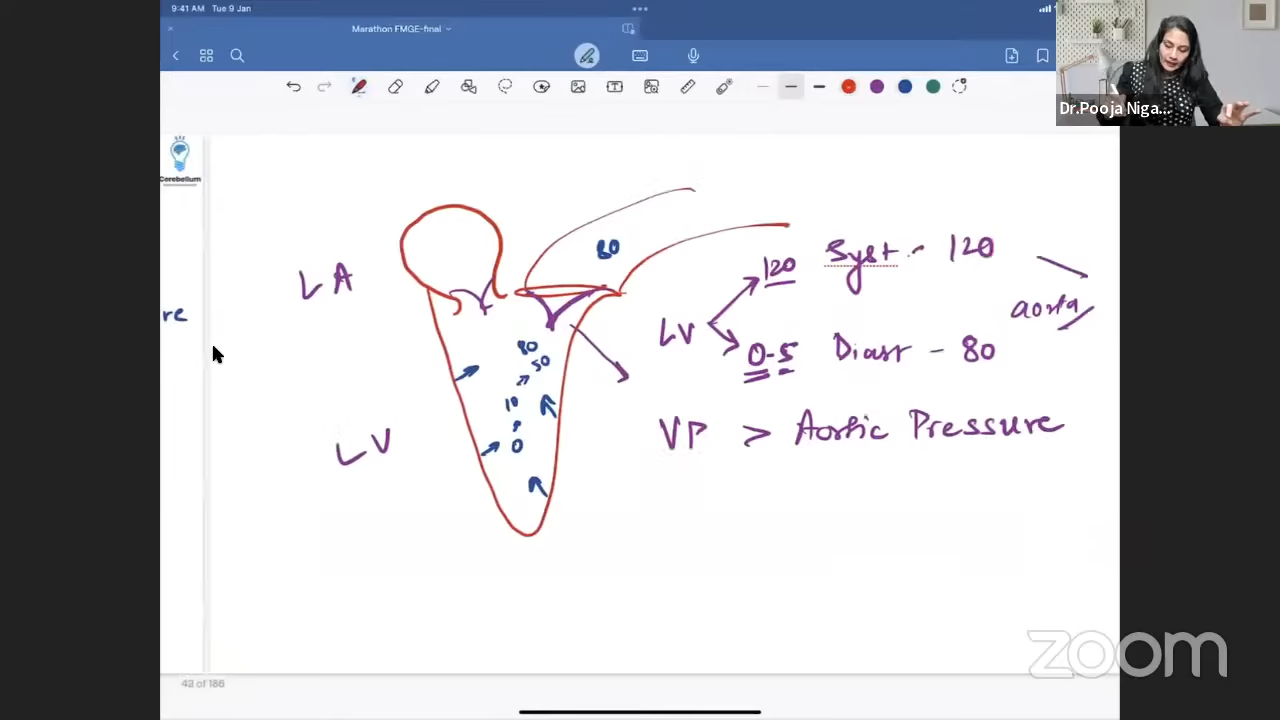 9:41 AM Tue 9 Jan
Marathon FMGE-final
Dr.Pooja Niga...
Cerebellum
80
Syst - 120
120
LA
aorta
re
LV
80
0-5 Diast - 80
50
10
VP > Aortic Pressure
LV
0
zoom
42 of 186